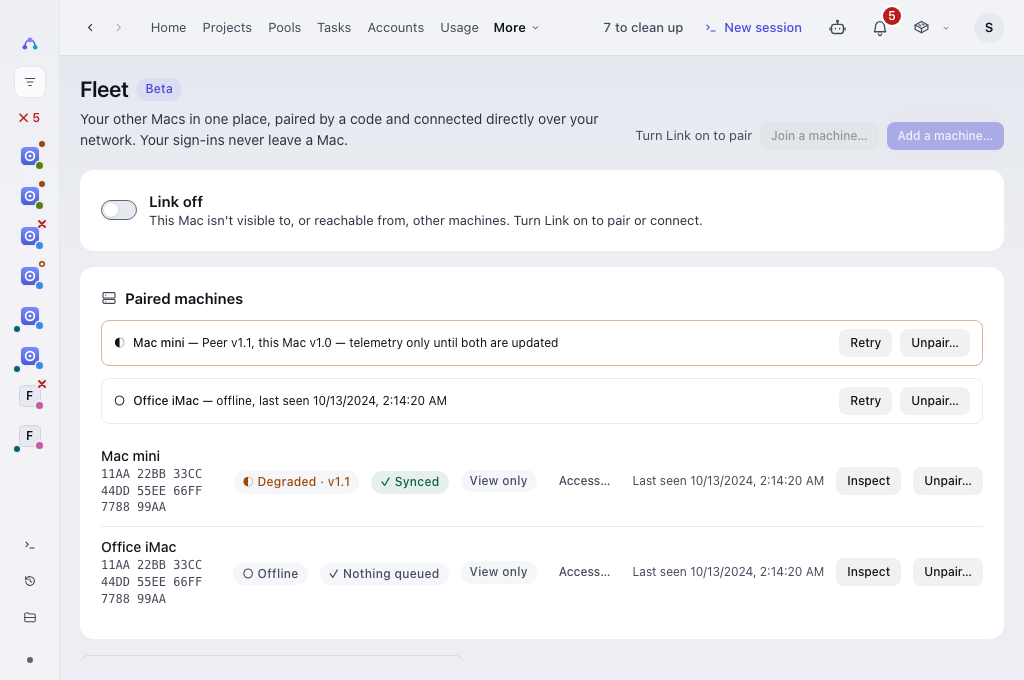 Home Projects Pools Tasks Accounts Usage More 7 to clean up New session 5 S
5
F
F
Fleet Beta
Your other Macs in one place, paired by a code and connected directly over your
network. Your sign-ins never leave a Mac.
Turn Link on to pair Join a machine... Add a machine...
Link off
This Mac isn't visible to, or reachable from, other machines. Turn Link on to pair or connect.
Paired machines
Mac mini — Peer v1.1, this Mac v1.0 — telemetry only until both are updated Retry Unpair...
Office iMac — offline, last seen 10/13/2024, 2:14:20 AM Retry Unpair...
Mac mini
11AA 22BB 33CC
44DD 55EE 66FF
7788 99AA
Degraded · v1.1 ✓ Synced View only Access... Last seen 10/13/2024, 2:14:20 AM Inspect Unpair...
Office iMac
11AA 22BB 33CC
44DD 55EE 66FF
7788 99AA
Offline ✓ Nothing queued View only Access... Last seen 10/13/2024, 2:14:20 AM Inspect Unpair...